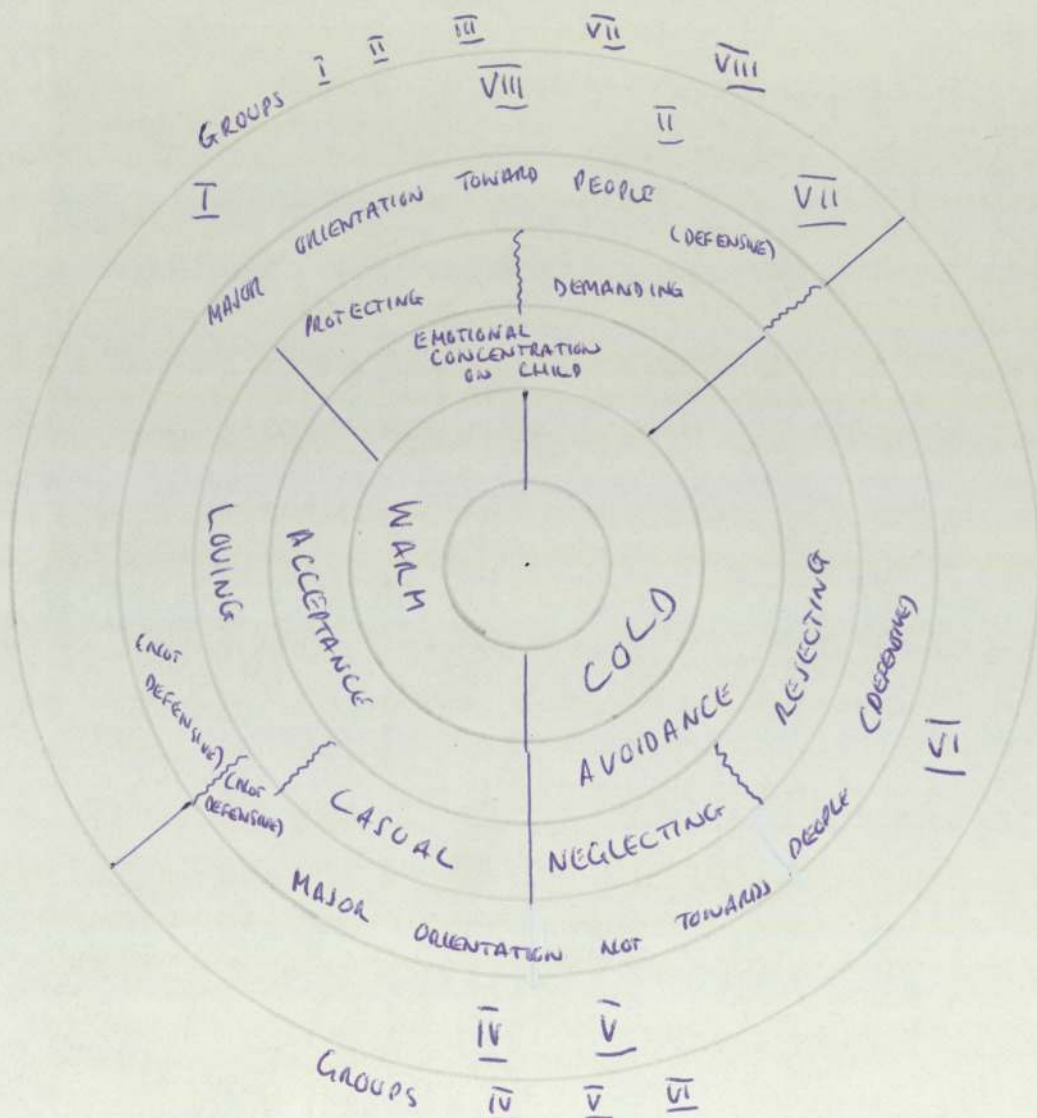 GROUPS I II III VII VIII
I VIII II VII
MAJOR ORIENTATION TOWARD PEOPLE
(DEFENSIVE)
PROTECTING
DEMANDING
EMOTIONAL
CONCENTRATION
ON CHILD
LOVING
ACCEPTANCE
WARM
COLD
AVOIDANCE
REJECTING
(DEFENSIVE)
VI
(NOT
DEFENSIVE)
(NOT
DEFENSIVE)
CASUAL
NEGLECTING
MAJOR ORIENTATION NOT TOWARDS PEOPLE
IV V
GROUPS IV V VI